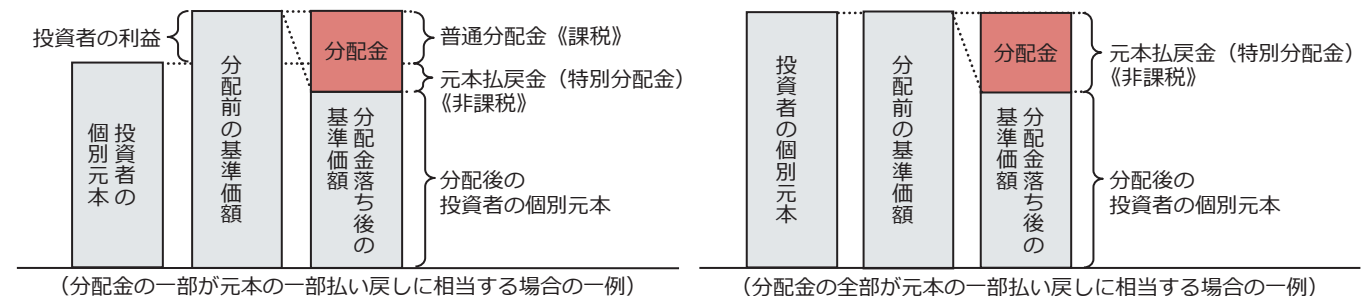 投資者の利益
投資者の
個別元本
分配前の基準価額
分配金
分配金落ち後の
基準価額
普通分配金《課税》
元本払戻金（特別分配金）
《非課税》
分配後の
投資者の個別元本
（分配金の一部が元本の一部払い戻しに相当する場合の一例）
投資者の個別元本
分配前の基準価額
分配金
分配金落ち後の
基準価額
元本払戻金（特別分配金）
《非課税》
分配後の
投資者の個別元本
（分配金の全部が元本の一部払い戻しに相当する場合の一例）